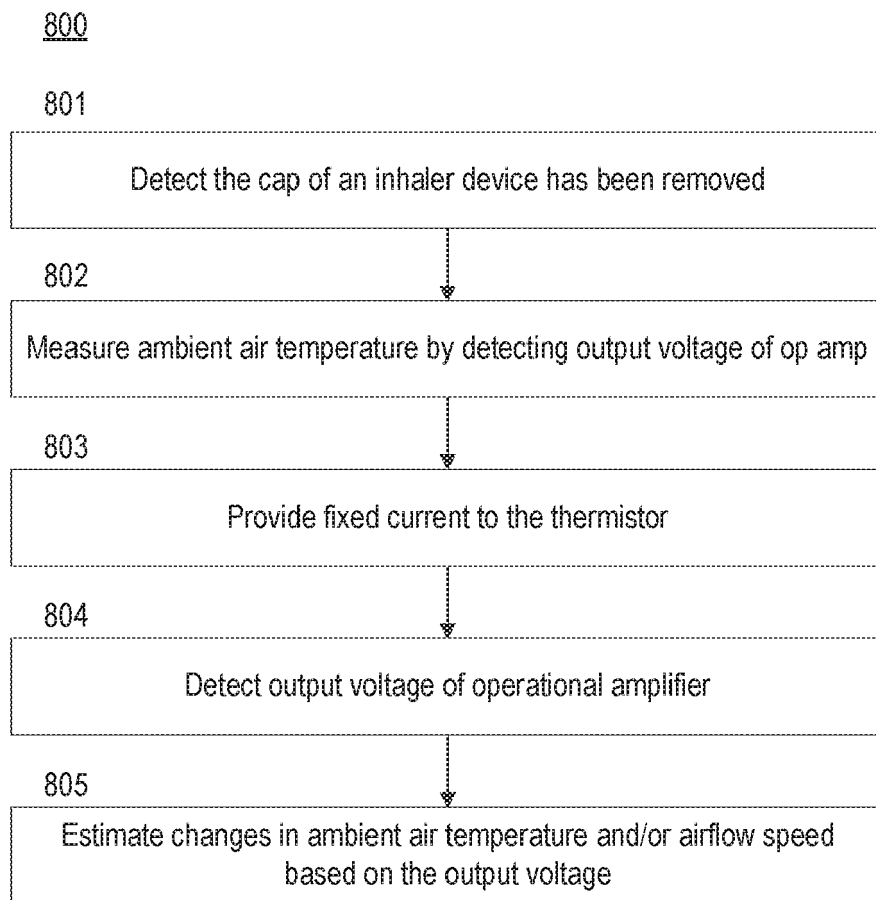 800
801
Detect the cap of an inhaler device has been removed
802
Measure ambient air temperature by detecting output voltage of op amp
803
Provide fixed current to the thermistor
804
Detect output voltage of operational amplifier
805
Estimate changes in ambient air temperature and/or airflow speed
based on the output voltage